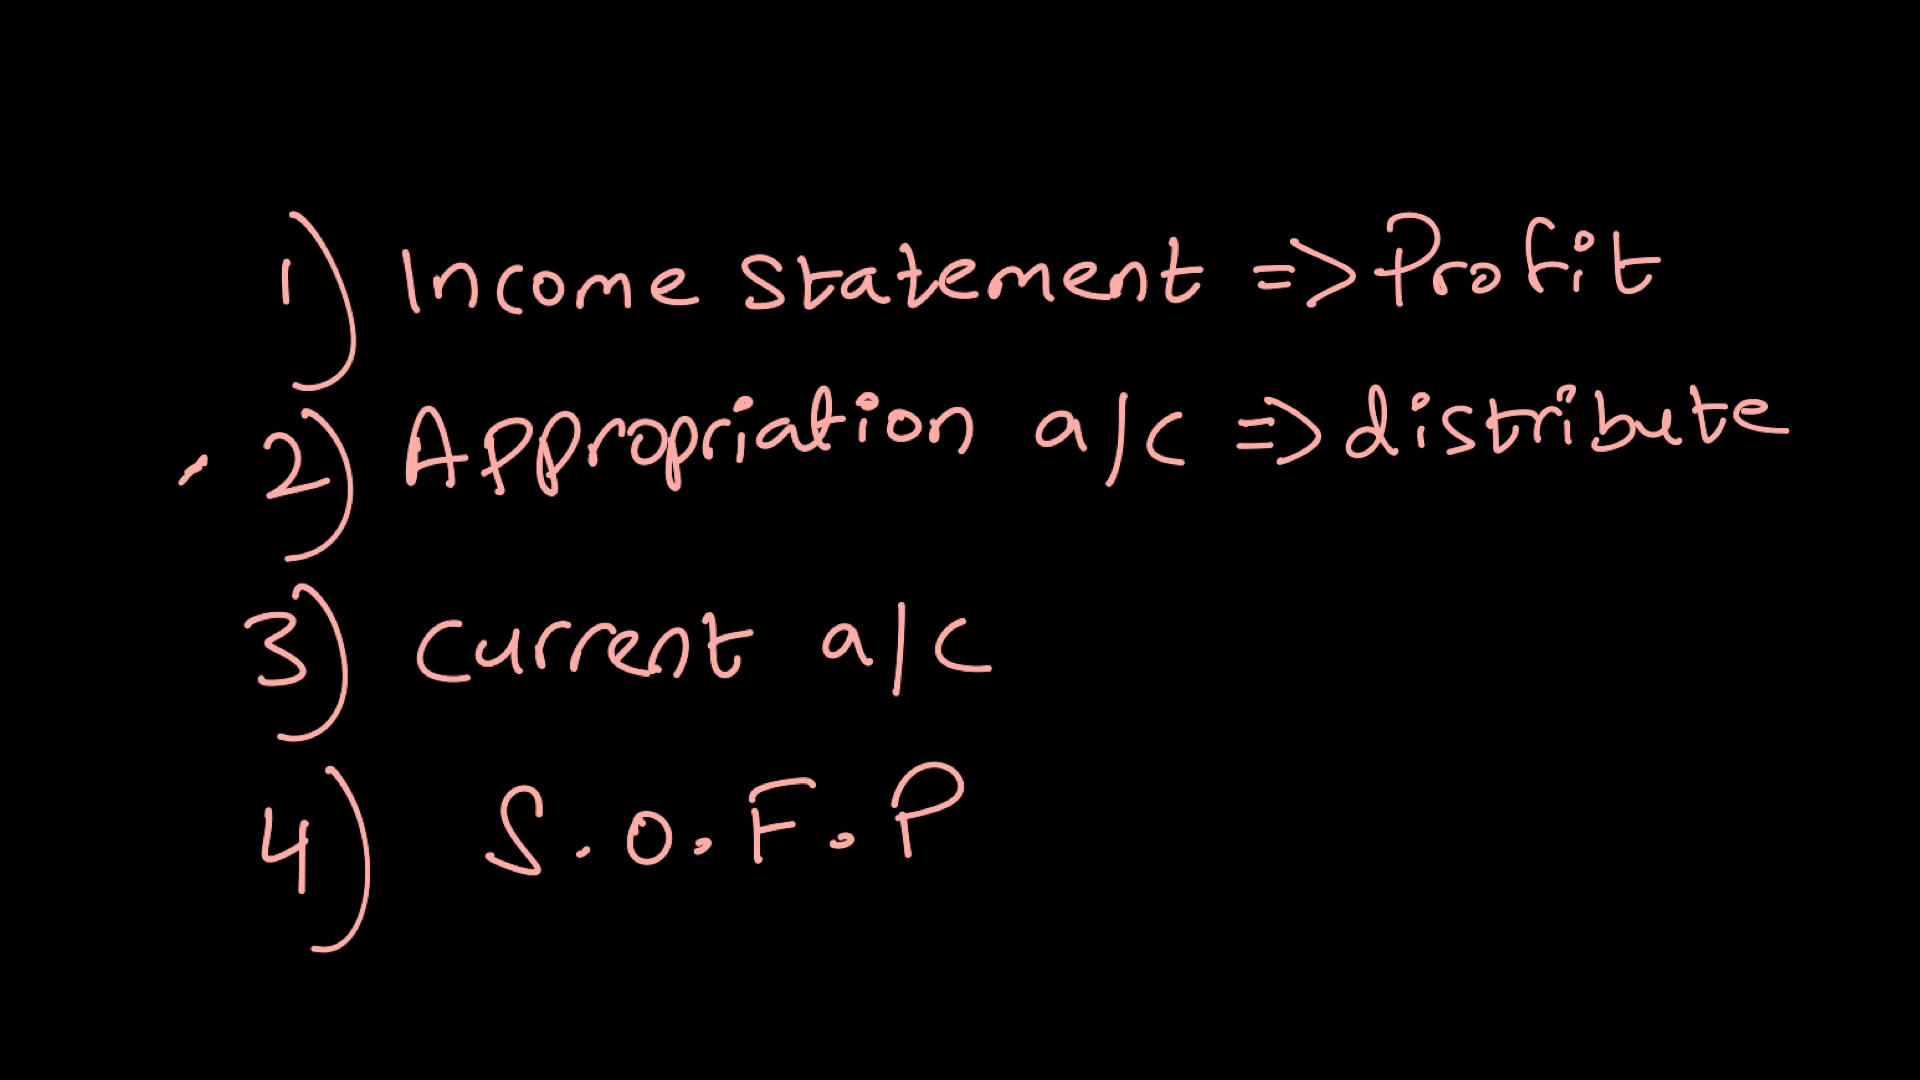 1) Income statement => Profit
2) Appropriation a/c => distribute
3) current a/c
4) S.O.F.P